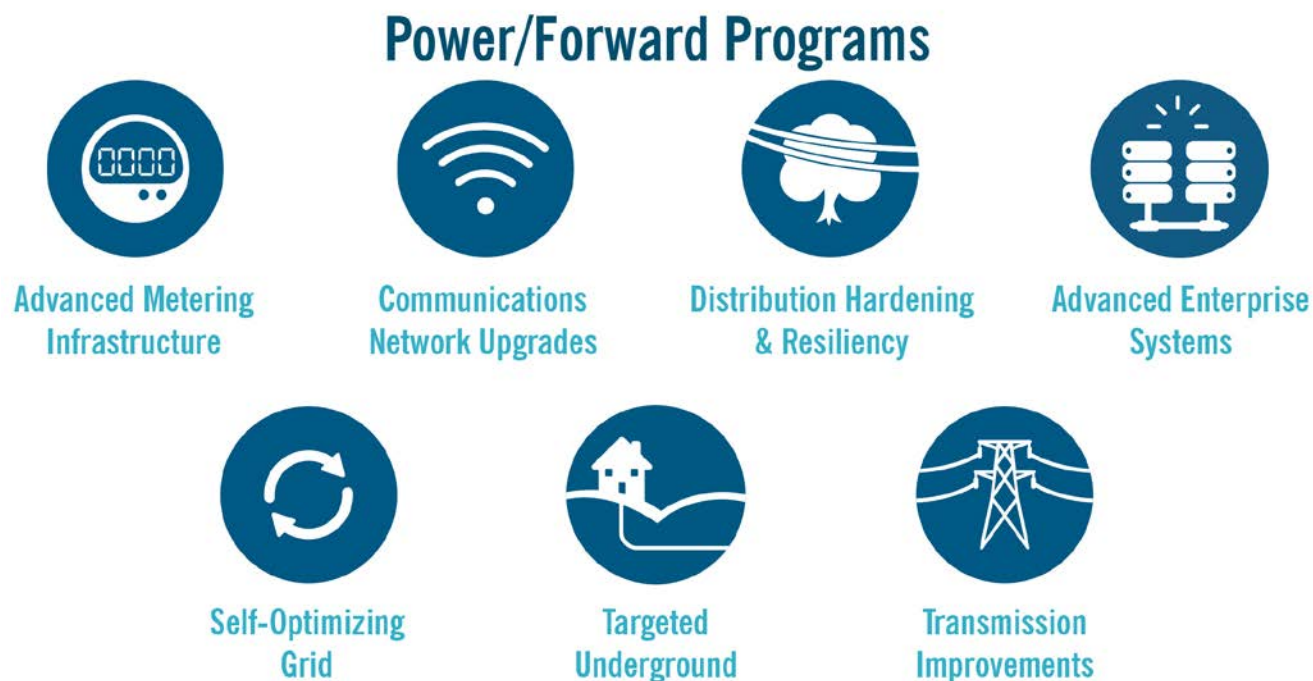 Power/Forward Programs
0000
Advanced Metering
Infrastructure
Communications
Network Upgrades
Distribution Hardening
& Resiliency
Advanced Enterprise
Systems
Self-Optimizing
Grid
Targeted
Underground
Transmission
Improvements